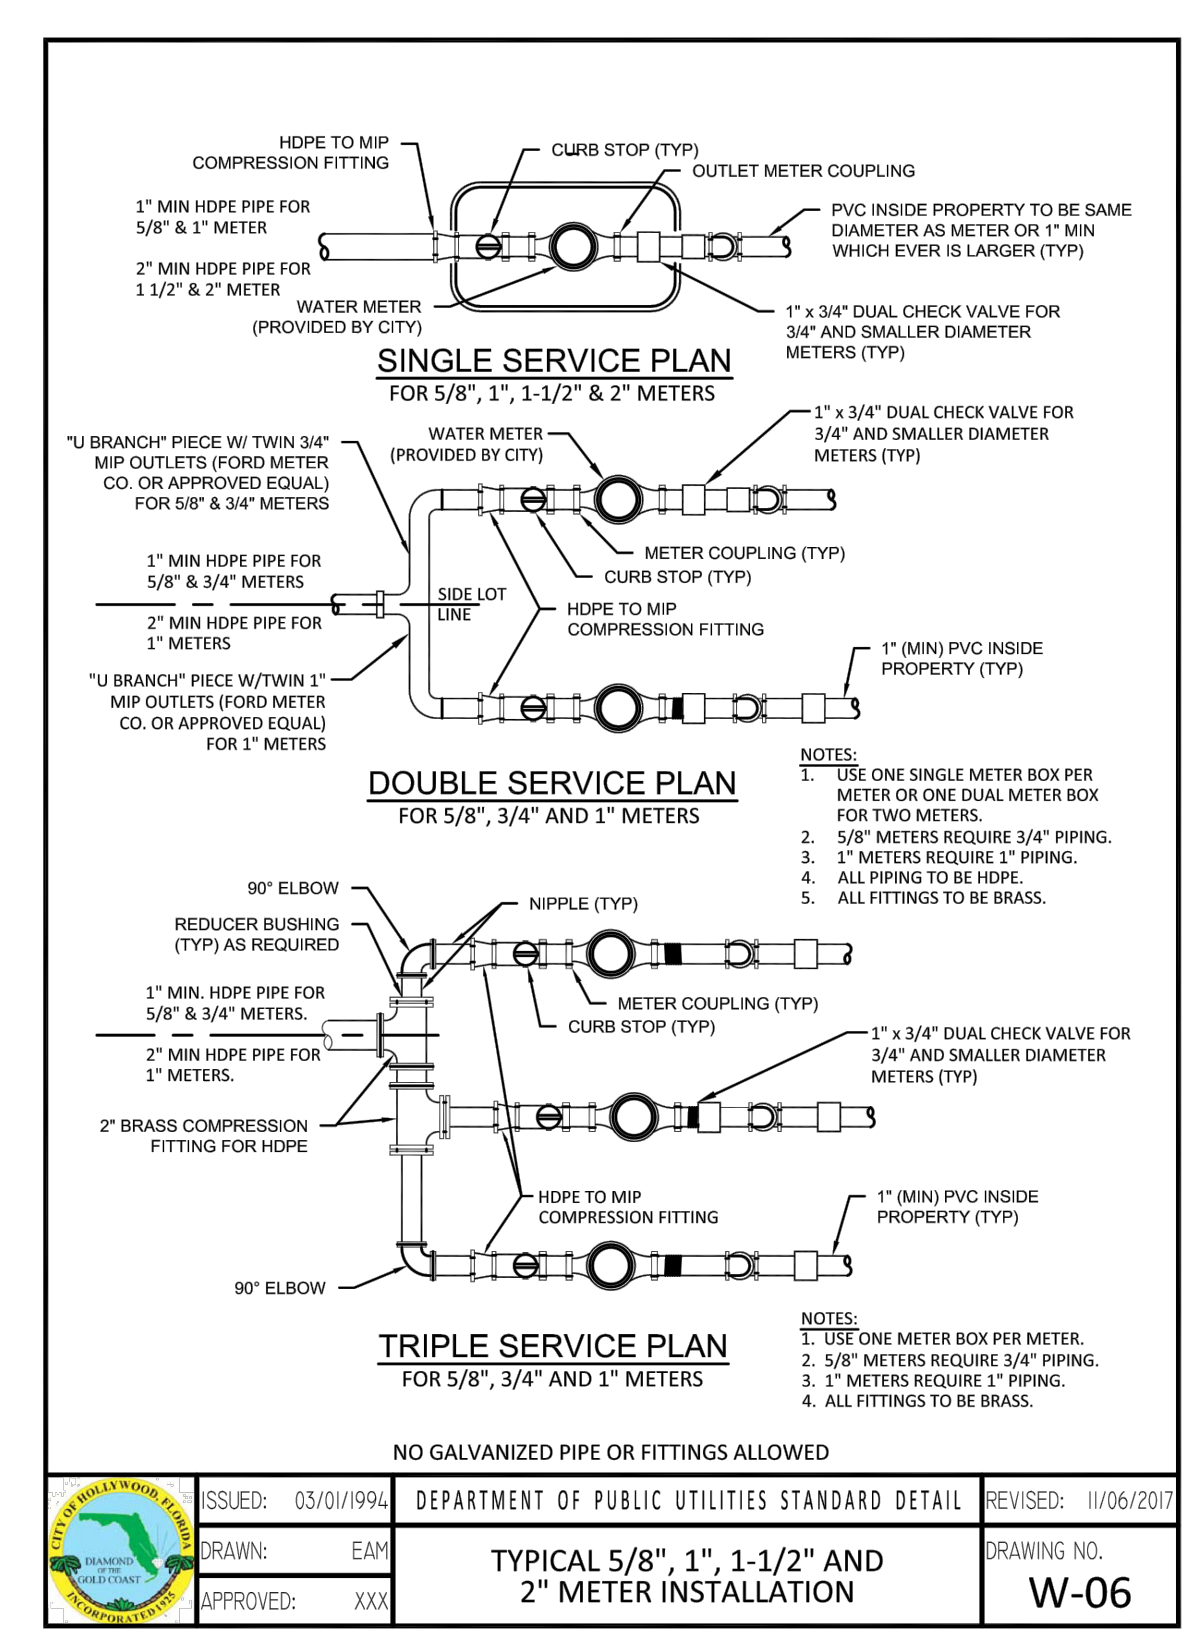 HDPE TO MIP
COMPRESSION FITTING
CURB STOP (TYP)
OUTLET METER COUPLING
1" MIN HDPE PIPE FOR
5/8" & 1" METER
PVC INSIDE PROPERTY TO BE SAME
DIAMETER AS METER OR 1" MIN
WHICH EVER IS LARGER (TYP)
2" MIN HDPE PIPE FOR
1 1/2" & 2" METER
WATER METER
(PROVIDED BY CITY)
1" x 3/4" DUAL CHECK VALVE FOR
3/4" AND SMALLER DIAMETER
METERS (TYP)
SINGLE SERVICE PLAN
FOR 5/8", 1", 1-1/2" & 2" METERS
"U BRANCH" PIECE W/ TWIN 3/4"
MIP OUTLETS (FORD METER
CO. OR APPROVED EQUAL)
FOR 5/8" & 3/4" METERS
WATER METER
(PROVIDED BY CITY)
1" x 3/4" DUAL CHECK VALVE FOR
3/4" AND SMALLER DIAMETER
METERS (TYP)
METER COUPLING (TYP)
CURB STOP (TYP)
1" MIN HDPE PIPE FOR
5/8" & 3/4" METERS
SIDE LOT
LINE
2" MIN HDPE PIPE FOR
1" METERS
HDPE TO MIP
COMPRESSION FITTING
"U BRANCH" PIECE W/TWIN 1"
MIP OUTLETS (FORD METER
CO. OR APPROVED EQUAL)
FOR 1" METERS
1" (MIN) PVC INSIDE
PROPERTY (TYP)
DOUBLE SERVICE PLAN
FOR 5/8", 3/4" AND 1" METERS
NOTES:
1. USE ONE SINGLE METER BOX PER
METER OR ONE DUAL METER BOX
FOR TWO METERS.
2. 5/8" METERS REQUIRE 3/4" PIPING.
3. 1" METERS REQUIRE 1" PIPING.
4. ALL PIPING TO BE HDPE.
5. ALL FITTINGS TO BE BRASS.
90° ELBOW
NIPPLE (TYP)
REDUCER BUSHING
(TYP) AS REQUIRED
1" MIN. HDPE PIPE FOR
5/8" & 3/4" METERS.
METER COUPLING (TYP)
CURB STOP (TYP)
2" MIN HDPE PIPE FOR
1" METERS.
1" x 3/4" DUAL CHECK VALVE FOR
3/4" AND SMALLER DIAMETER
METERS (TYP)
2" BRASS COMPRESSION
FITTING FOR HDPE
HDPE TO MIP
COMPRESSION FITTING
1" (MIN) PVC INSIDE
PROPERTY (TYP)
90° ELBOW
TRIPLE SERVICE PLAN
FOR 5/8", 3/4" AND 1" METERS
NOTES:
1. USE ONE METER BOX PER METER.
2. 5/8" METERS REQUIRE 3/4" PIPING.
3. 1" METERS REQUIRE 1" PIPING.
4. ALL FITTINGS TO BE BRASS.
NO GALVANIZED PIPE OR FITTINGS ALLOWED
CITY OF HOLLYWOOD, FLORIDA
DIAMOND
OF THE
GOLD COAST
INCORPORATED 1925
ISSUED: 03/01/1994
DRAWN: EAM
APPROVED: XXX
DEPARTMENT OF PUBLIC UTILITIES STANDARD DETAIL
TYPICAL 5/8", 1", 1-1/2" AND
2" METER INSTALLATION
REVISED: 11/06/2017
DRAWING NO.
W-06